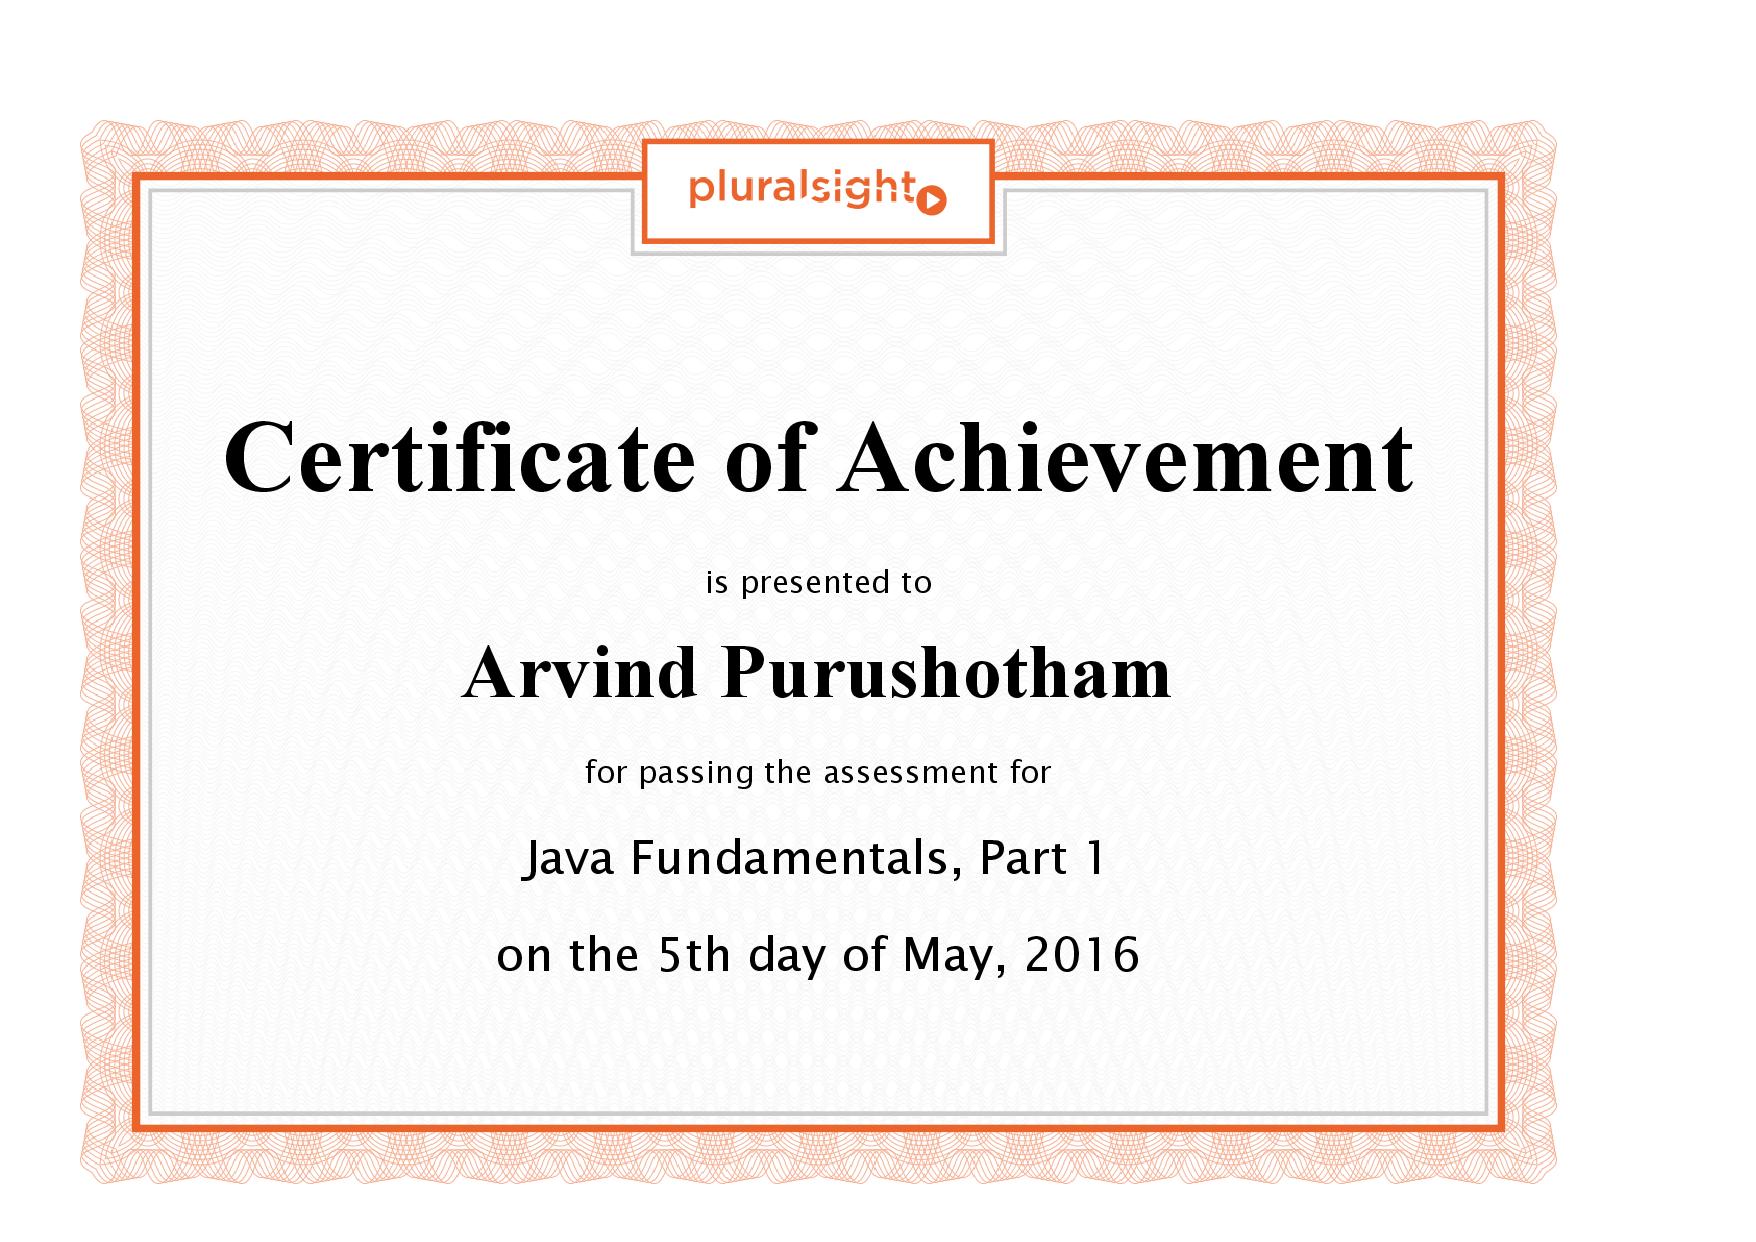 pluralsight
Certificate of Achievement
is presented to
Arvind Purushotham
for passing the assessment for
Java Fundamentals, Part 1
on the 5th day of May, 2016